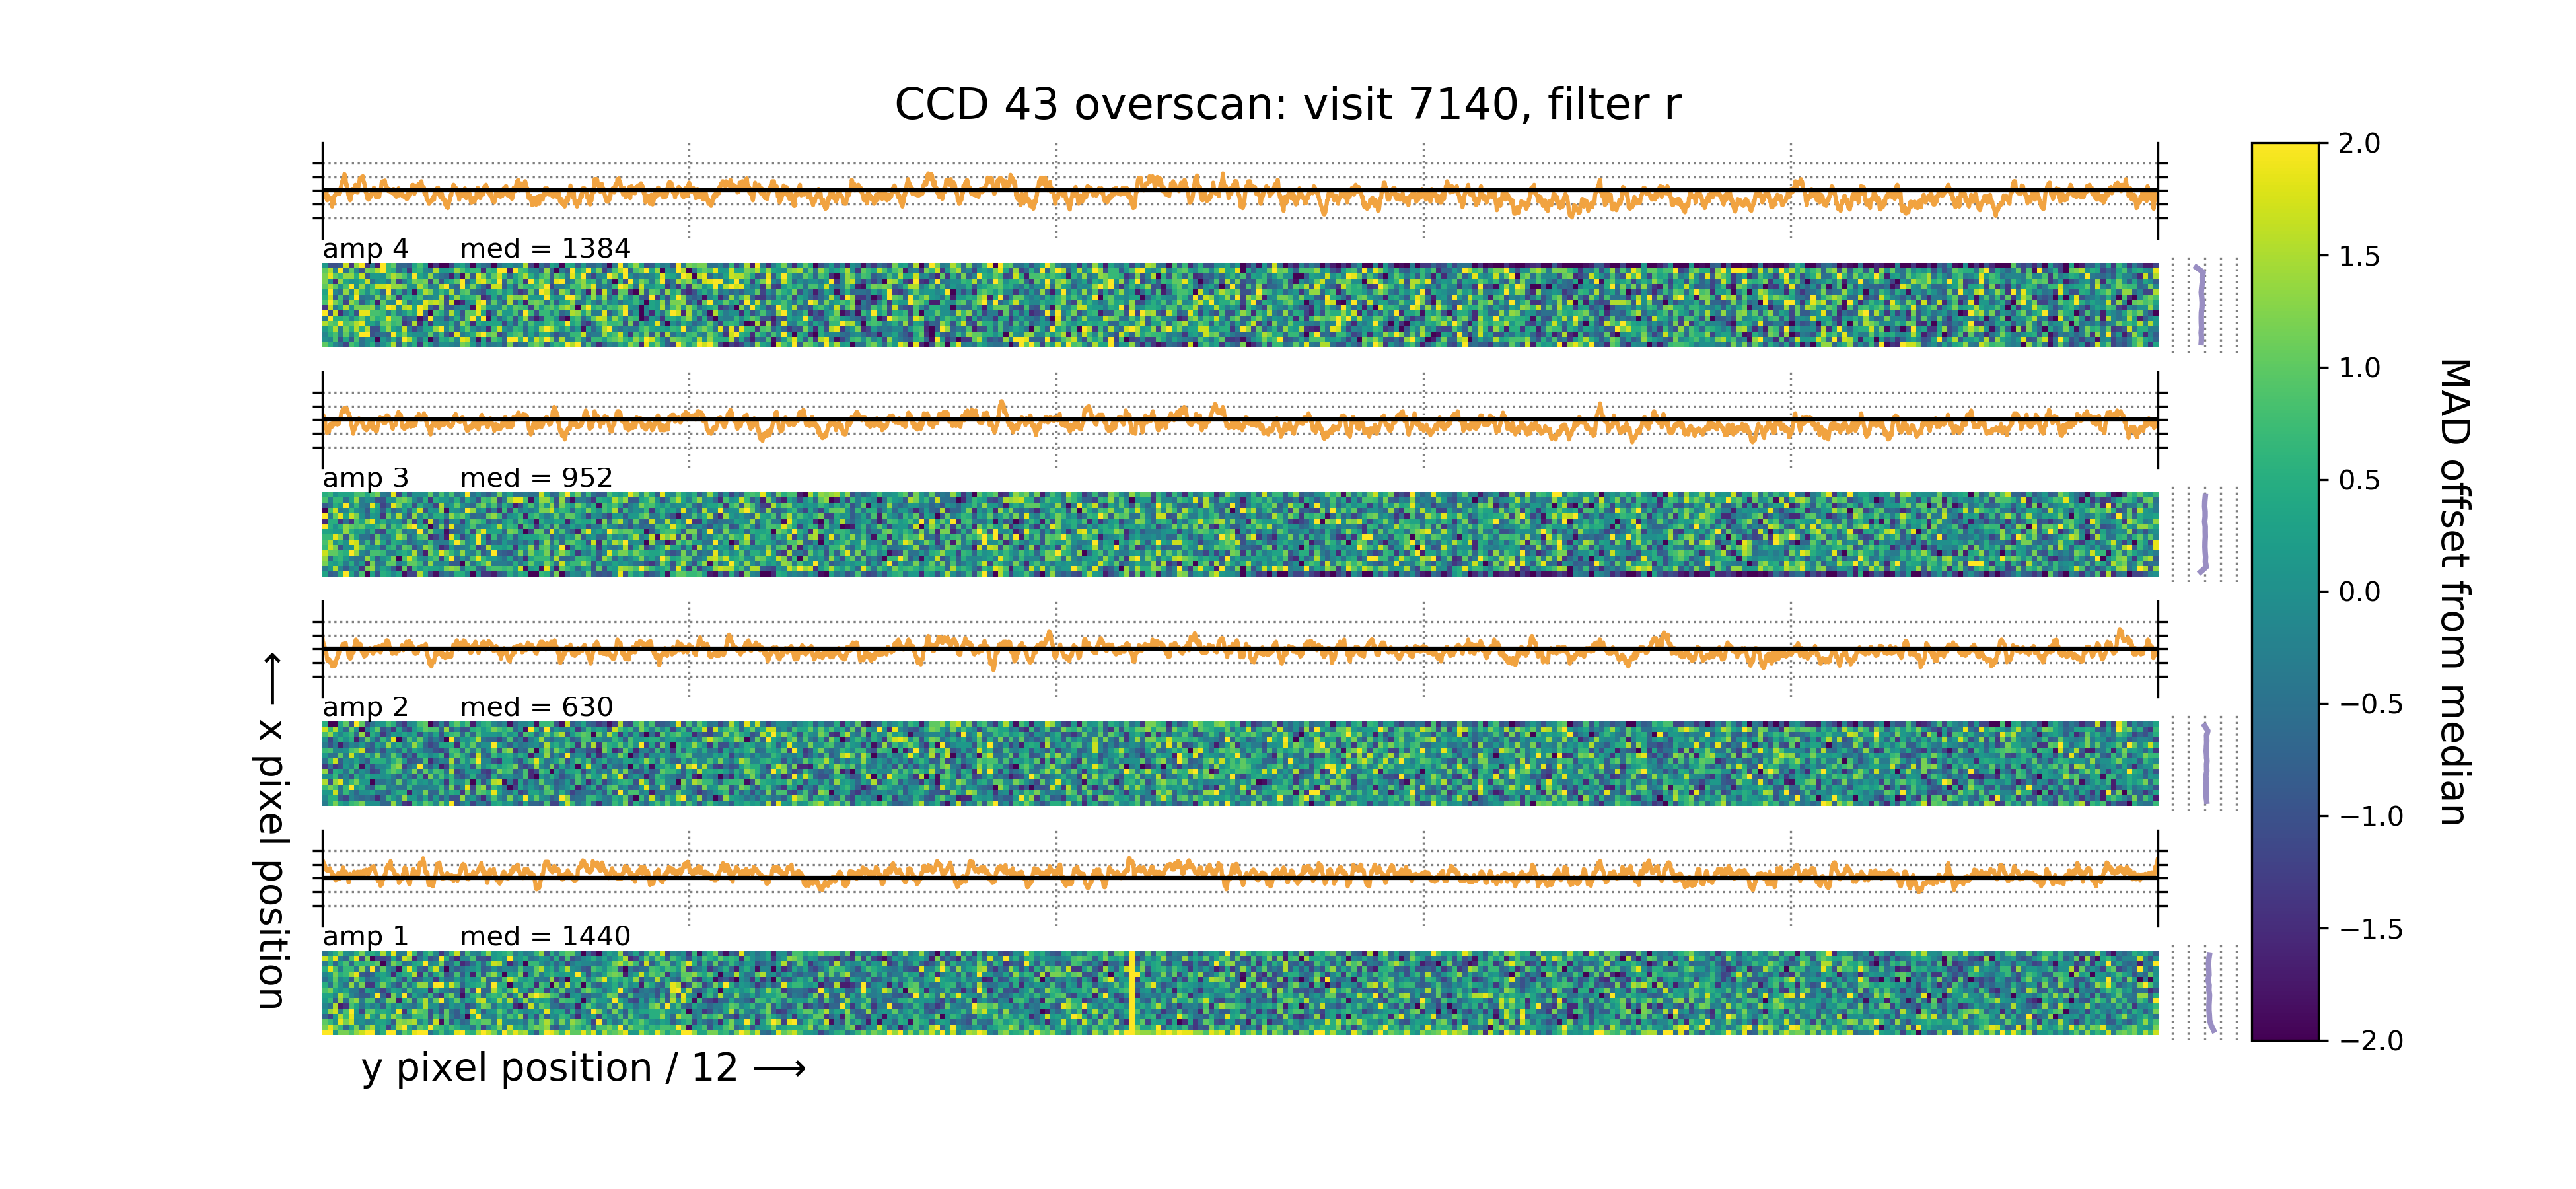 CCD 43 overscan: visit 7140, filter r
amp 4 med = 1384
amp 3 med = 952
amp 2 med = 630
amp 1 med = 1440
x pixel position ⟶
y pixel position / 12 ⟶
2.0
1.5
1.0
0.5
0.0
−0.5
−1.0
−1.5
−2.0
MAD offset from median